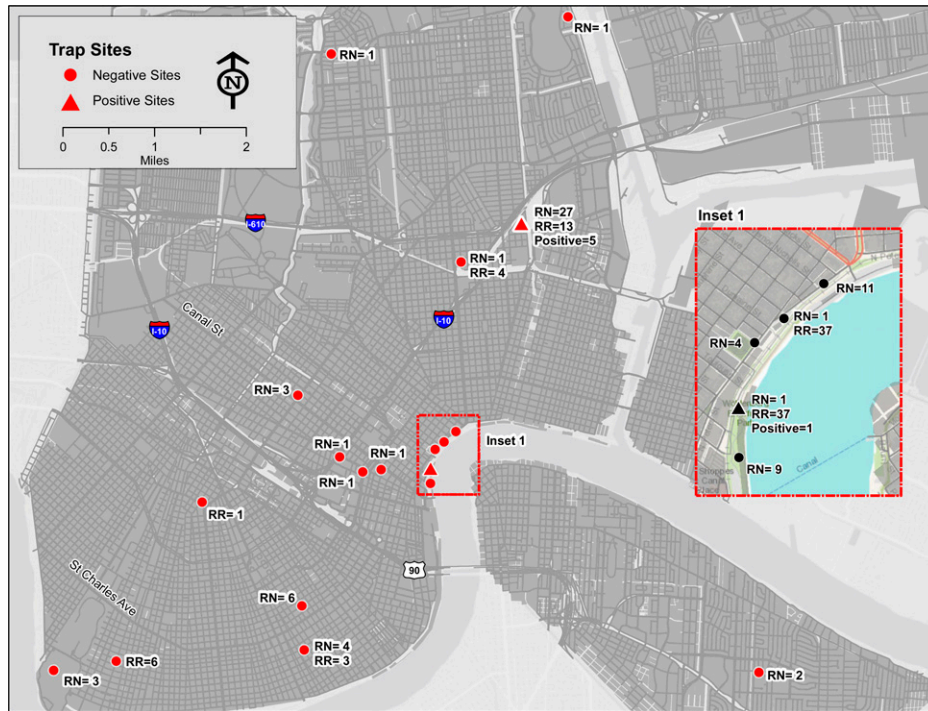 RN= 1
Trap Sites
Negative Sites
Positive Sites
N
0 0.5 1 2
Miles
RN= 1
I-610
RN=27
RR=13
Positive=5
RN= 1
RR= 4
Inset 1
N Pete
RN=11
RN= 1
RR=37
RN=4
RN= 1
RR=37
Positive=1
RN= 9
Canal
Shoppes
Canal
Place
Canal St
I-10
I-10
RN= 3
Inset 1
RN= 1
RN= 1
RN= 1
RR= 1
90
St Charles Ave
RN= 6
RN= 4
RR= 3
RR=6
RN= 3
RN= 2